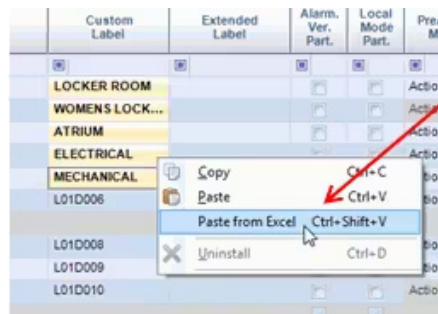 Custom Label
Extended Label
Alarm. Ver. Part.
Local Mode Part.
LOCKER ROOM
WOMENS LOCK...
ATRIUM
ELECTRICAL
MECHANICAL
L01D006
L01D008
L01D009
L01D010
Copy Ctrl+C
Paste Ctrl+V
Paste from Excel Ctrl+Shift+V
Uninstall Ctrl+D